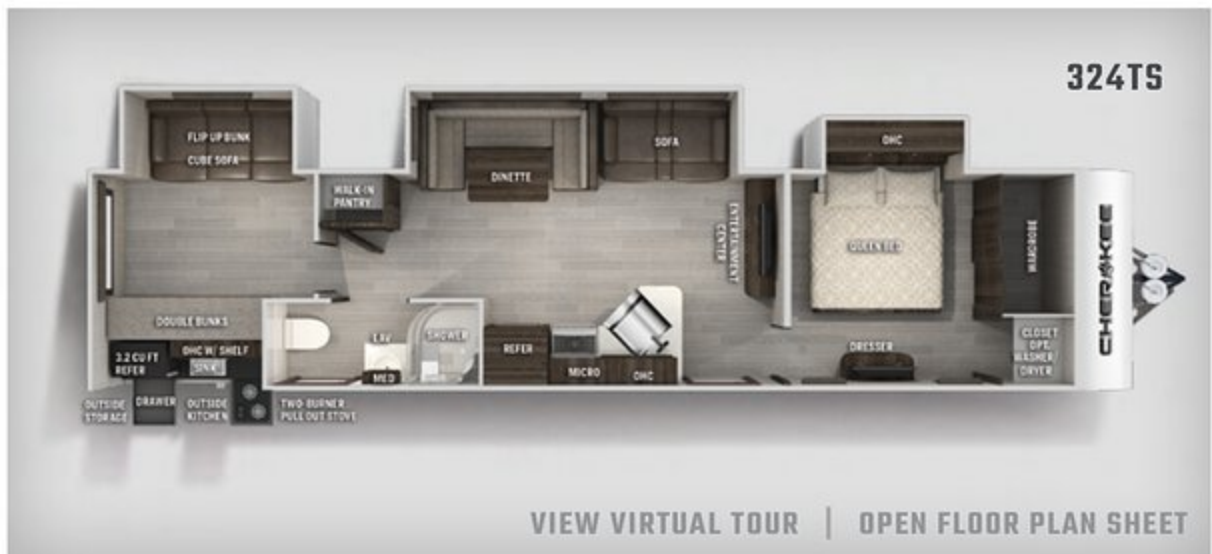 324TS
FLIP UP BUNK
CUBE SOFA
WALK-IN
PANTRY
DINETTE
SOFA
OHC
ENTERTAINMENT
CENTER
QUEEN BED
WARDROBE
CHEROKEE
DOUBLE BUNKS
3.2 CU FT
REFER
OHC W/ SHELF
SINK
LAV
MED
SHOWER
REFER
MICRO
OHC
DRESSER
CLOSET
OPT.
WASHER/
DRYER
OUTSIDE
STORAGE
DRAWER
OUTSIDE
KITCHEN
TWO BURNER
PULL OUT STOVE
VIEW VIRTUAL TOUR | OPEN FLOOR PLAN SHEET